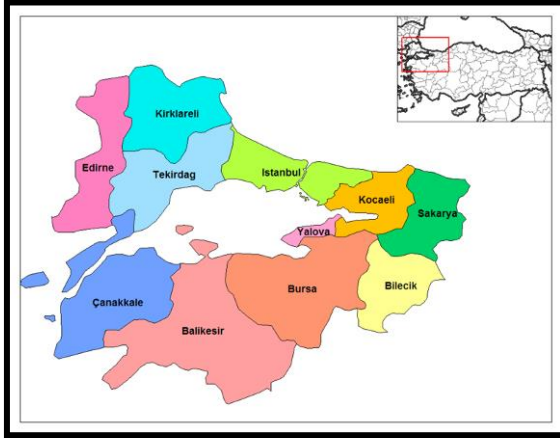 Kirklareli
Edirne
Tekirdag
Istanbul
Kocaeli
Sakarya
Yalova
Çanakkale
Bursa
Bilecik
Balikesir